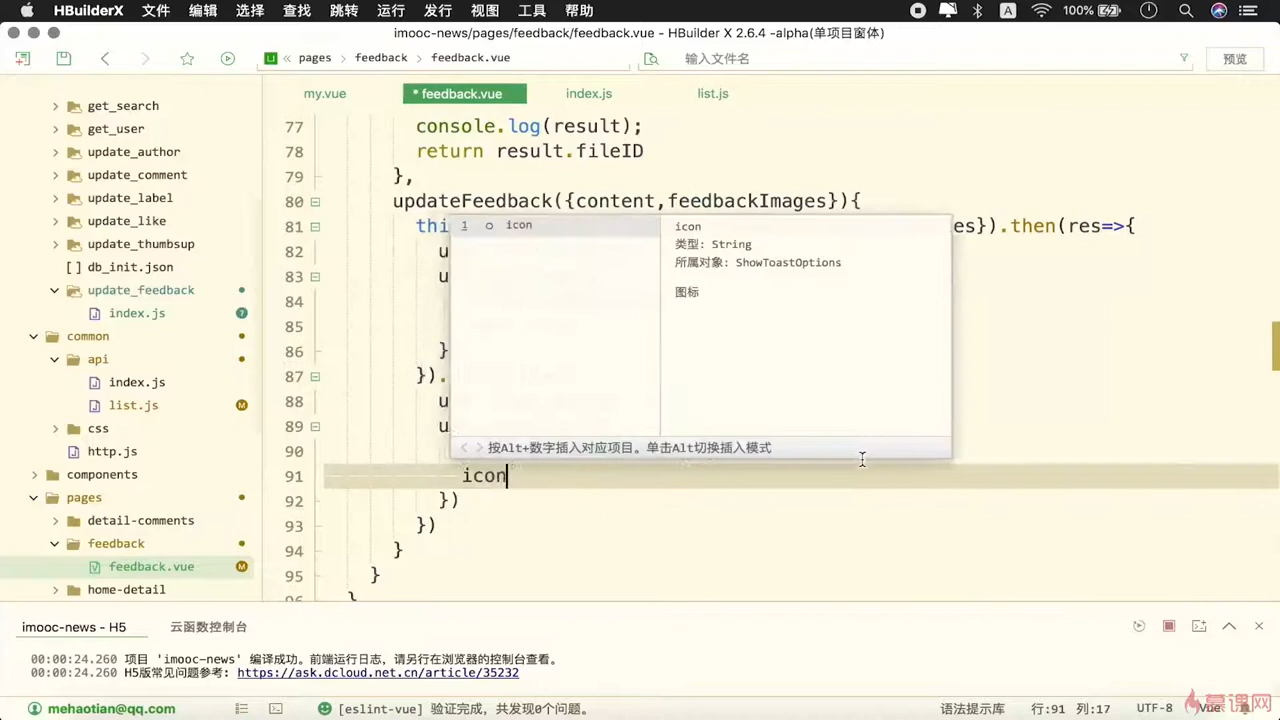 HBuilderX 文件 编辑 选择 查找 跳转 运行 发行 视图 工具 帮助 A 100%
imooc-news/pages/feedback/feedback.vue - HBuilder X 2.6.4 -alpha(单项目窗体)
« pages feedback feedback.vue 输入文件名 预览
my.vue * feedback.vue index.js list.js
get_search
get_user
update_author
update_comment
update_label
update_like
update_thumbsup
[ ] db_init.json
update_feedback
index.js 7
common
api
index.js
list.js M
css
http.js
components
pages
detail-comments
feedback
feedback.vue M
home-detail
77 console.log(result);
78 return result.fileID
79 },
80 updateFeedback({content,feedbackImages}){
81 thi es}).then(res=>{
82 u
83 u
84
85
86 }
87 }).
88 u
89 u
90
91 icon
92 })
93 })
94 }
95 }
96 }
1 icon
icon
类型: String
所属对象: ShowToastOptions
图标
按Alt+数字插入对应项目。单击Alt切换插入模式
imooc-news - H5 云函数控制台
00:00:24.260 项目 'imooc-news' 编译成功。前端运行日志，请另行在浏览器的控制台查看。
00:00:24.260 H5版常见问题参考: https://ask.dcloud.net.cn/article/35232
mehaotian@qq.com [eslint-vue] 验证完成，共发现0个问题。 语法提示库 行:91 列:17 UTF-8 Vue
慕课网